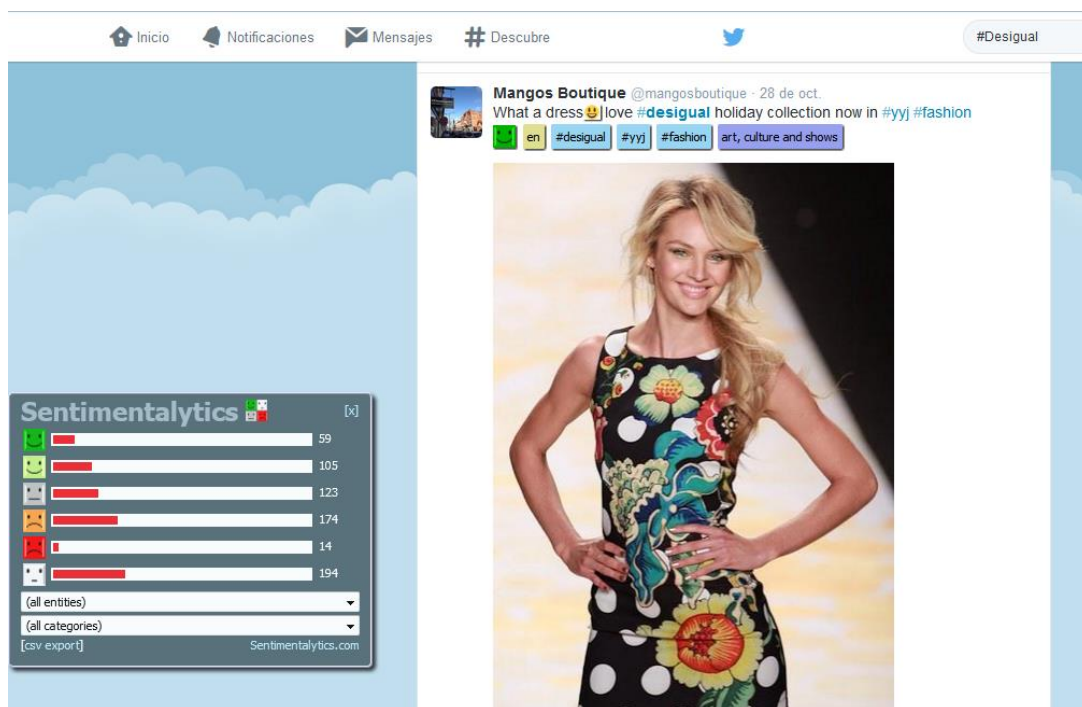 Inicio Notificaciones Mensajes Descubre #Desigual
Mangos Boutique @mangosboutique · 28 de oct.
What a dress😃love #desigual holiday collection now in #yyj #fashion
en #desigual #yyj #fashion art, culture and shows
Sentimentalytics [x]
59
105
123
174
14
194
(all entities)
(all categories)
[csv export] Sentimentalytics.com